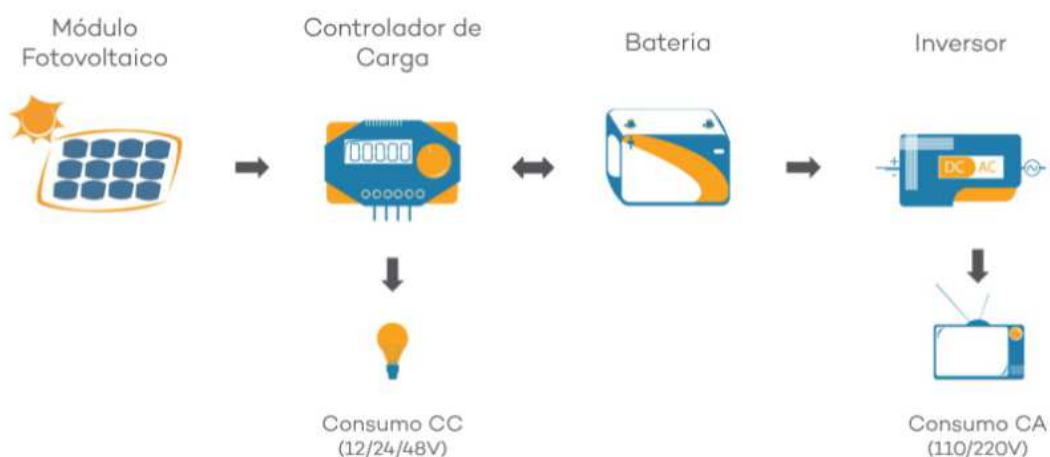 Módulo
Fotovoltaico
Controlador de
Carga
Bateria
Inversor
DC AC
Consumo CC
(12/24/48V)
Consumo CA
(110/220V)